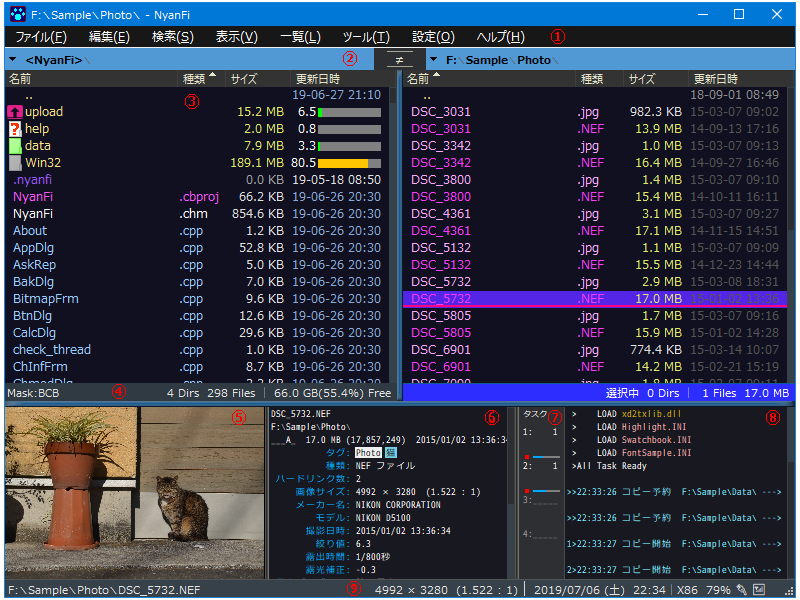 F:\Sample\Photo\ - NyanFi
ファイル(F) 編集(E) 検索(S) 表示(V) 一覧(L) ツール(T) 設定(O) ヘルプ(H) ①
<NyanFi>\ ② ≠ F:\Sample\Photo\
名前 種類 サイズ 更新日時 名前 種類 サイズ 更新日時
.. 19-06-27 21:10
③
upload 15.2 MB 6.5
help 2.0 MB 0.8
data 7.9 MB 3.3
Win32 189.1 MB 80.5
.nyanfi 0.0 KB 19-05-18 08:50
NyanFi .cbproj 66.2 KB 19-06-26 20:30
NyanFi .chm 854.6 KB 19-06-26 20:30
About .cpp 1.2 KB 19-06-26 20:30
AppDlg .cpp 52.8 KB 19-06-26 20:30
AskRep .cpp 5.0 KB 19-06-26 20:30
BakDlg .cpp 7.0 KB 19-06-26 20:30
BitmapFrm .cpp 9.6 KB 19-06-26 20:30
BtnDlg .cpp 12.6 KB 19-06-26 20:30
CalcDlg .cpp 29.6 KB 19-06-26 20:30
check_thread .cpp 1.0 KB 19-06-26 20:30
ChInfFrm .cpp 8.7 KB 19-06-26 20:30
Mask:BCB ④ 4 Dirs 298 Files 66.0 GB(55.4%) Free
.. 18-09-01 08:49
DSC_3031 .jpg 982.3 KB 15-03-07 09:02
DSC_3031 .NEF 13.9 MB 14-09-13 17:16
DSC_3342 .jpg 1.0 MB 15-03-07 09:13
DSC_3342 .NEF 16.4 MB 14-09-27 16:46
DSC_3800 .jpg 1.4 MB 15-03-07 09:10
DSC_3800 .NEF 15.4 MB 14-10-11 16:11
DSC_4361 .jpg 3.1 MB 15-03-07 09:27
DSC_4361 .NEF 17.1 MB 14-11-15 14:51
DSC_5132 .jpg 1.1 MB 15-03-07 09:09
DSC_5132 .NEF 15.5 MB 14-12-23 14:44
DSC_5732 .jpg 2.9 MB 15-03-08 18:31
DSC_5732 .NEF 17.0 MB 15-01-02 13:36
DSC_5805 .jpg 1.7 MB 15-03-07 09:16
DSC_5805 .NEF 15.9 MB 15-01-02 14:28
DSC_6901 .jpg 774.4 KB 15-03-14 10:07
DSC_6901 .NEF 14.2 MB 15-02-21 15:19
選択中 0 Dirs 1 Files 17.0 MB
⑤
DSC_5732.NEF ⑥
F:\Sample\Photo\
___A_ 17.0 MB (17,857,249) 2015/01/02 13:36:34
タグ: Photo 猫
種類: NEF ファイル
ハードリンク数: 2
画像サイズ: 4992 × 3280 (1.522 : 1)
メーカー名: NIKON CORPORATION
モデル: NIKON D5100
撮影日時: 2015/01/02 13:36:34
絞り値: 6.3
露出時間: 1/800秒
露光補正: -0.3
タスク ⑦
1: 1
2: 1
3:_____
4:_____
> LOAD xd2txlib.dll
⑧
> LOAD Highlight.INI
> LOAD Swatchbook.INI
> LOAD FontSample.INI
>All Task Ready
>>22:33:26 コピー予約 F:\Sample\Data\ --->
>>22:33:26 コピー予約 F:\Sample\Data\ --->
1>22:33:26 コピー開始 F:\Sample\Data\ --->
2>22:33:27 コピー開始 F:\Sample\Data\ --->
F:\Sample\Photo\DSC_5732.NEF ⑨ 4992 × 3280 (1.522 : 1) 2019/07/06 (土) 22:34 X86 79%